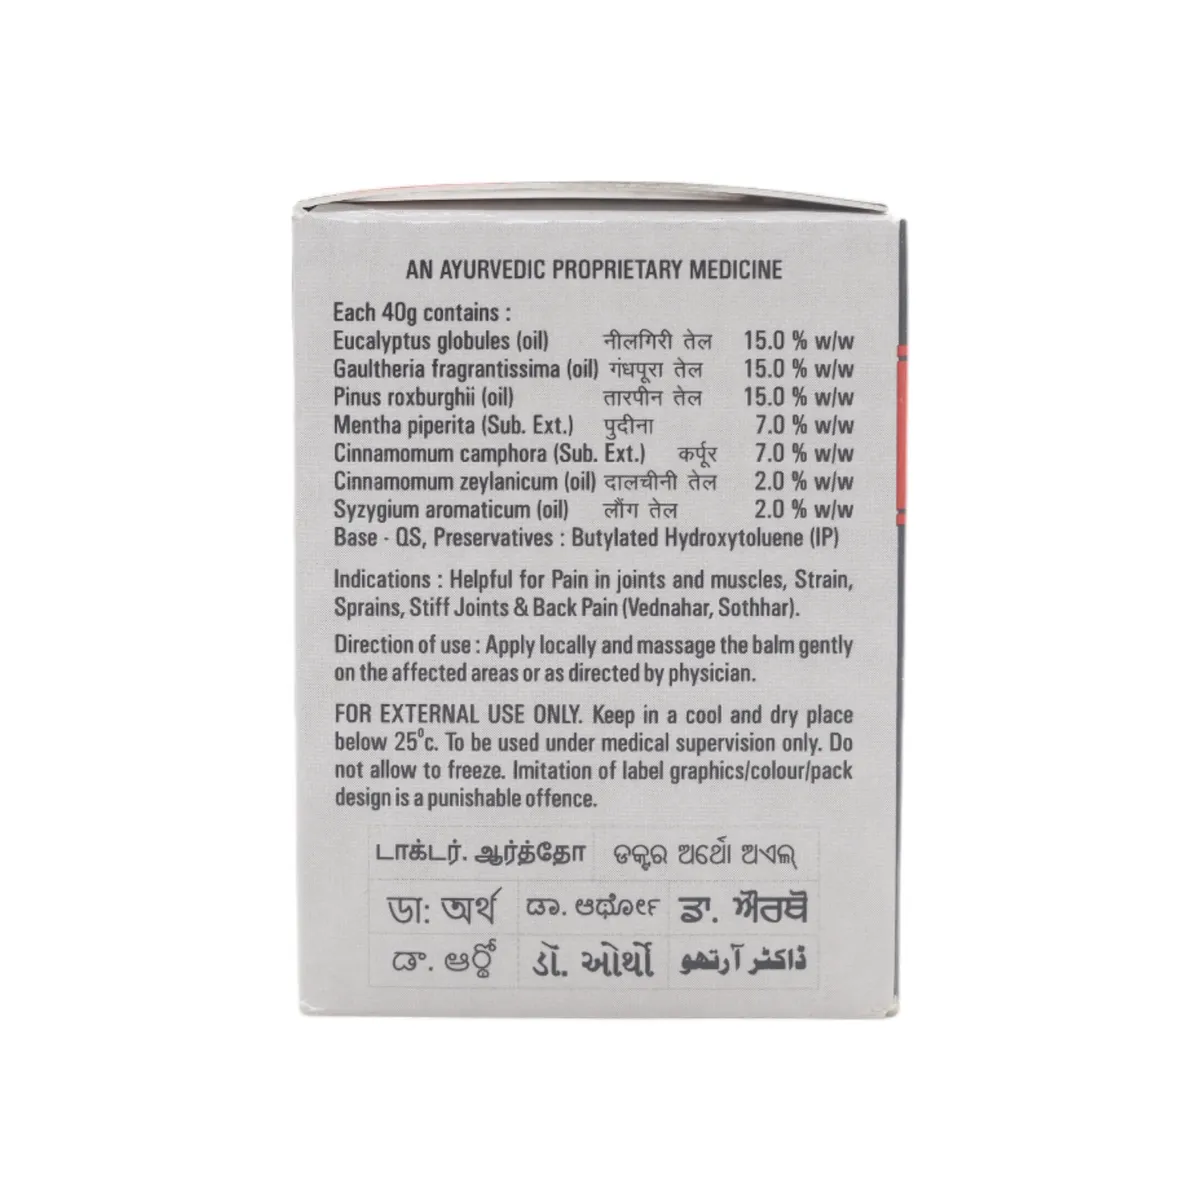 AN AYURVEDIC PROPRIETARY MEDICINE
Each 40g contains :
Eucalyptus globules (oil) नीलगिरी तेल 15.0 % w/w
Gaultheria fragrantissima (oil) गंधपूरा तेल 15.0 % w/w
Pinus roxburghii (oil) तारपीन तेल 15.0 % w/w
Mentha piperita (Sub. Ext.) पुदीना 7.0 % w/w
Cinnamomum camphora (Sub. Ext.) कर्पूर 7.0 % w/w
Cinnamomum zeylanicum (oil) दालचीनी तेल 2.0 % w/w
Syzygium aromaticum (oil) लौंग तेल 2.0 % w/w
Base - QS, Preservatives : Butylated Hydroxytoluene (IP)
Indications : Helpful for Pain in joints and muscles, Strain,
Sprains, Stiff Joints & Back Pain (Vednahar, Sothhar).
Direction of use : Apply locally and massage the balm gently
on the affected areas or as directed by physician.
FOR EXTERNAL USE ONLY. Keep in a cool and dry place
below 25°c. To be used under medical supervision only. Do
not allow to freeze. Imitation of label graphics/colour/pack
design is a punishable offence.
டாக்டர். ஆர்த்தோ ଡକ୍ଟର ଅର୍ଥୋ ଅଏଲ୍
ডা: অর্থ ಡಾ. ಆರ್ಥೋ ਡਾ. ਔਰਥੋ
డా. ఆర్థో ડૉ. ઓર્થો ڈاکٹر آرتھو